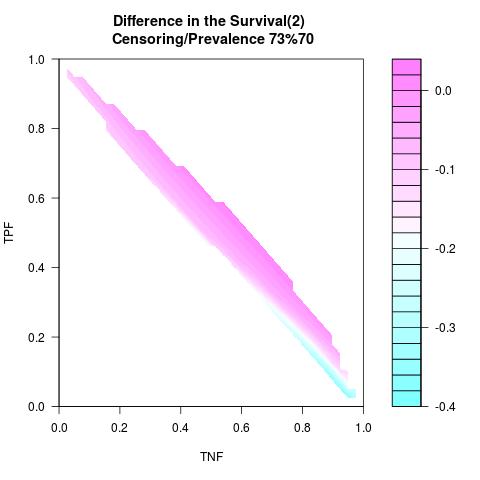 Difference in the Survival(2)
Censoring/Prevalence 73%70
1.0
0.8
0.6
0.4
0.2
0.0
TPF
0.0 0.2 0.4 0.6 0.8 1.0
TNF
0.0
-0.1
-0.2
-0.3
-0.4